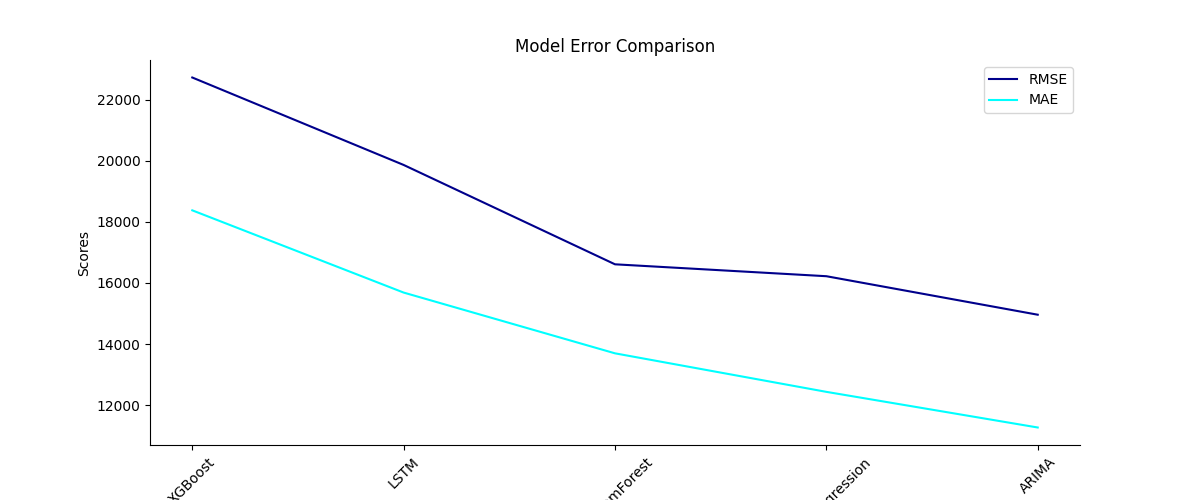 Model Error Comparison
RMSE
MAE
22000
20000
18000
16000
14000
12000
Scores
XGBoost
LSTM
mForest
gression
ARIMA